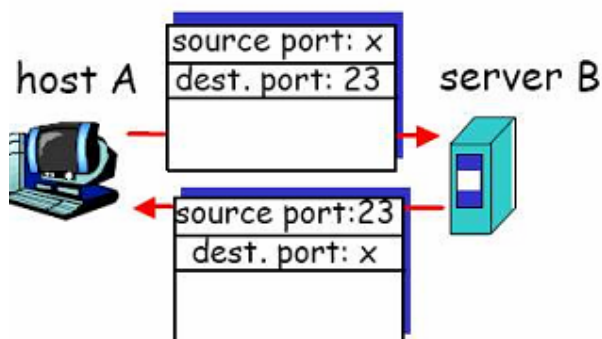 source port: x
host A
dest. port: 23
server B
source port:23
dest. port: x